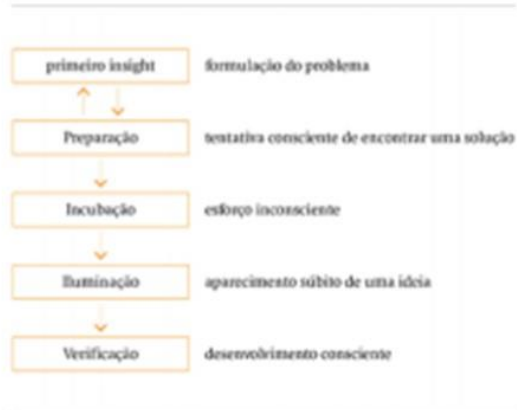 primeiro insight formulação do problema
Preparação tentativa consciente de encontrar uma solução
Incubação esforço inconsciente
Iluminação aparecimento súbito de uma ideia
Verificação desenvolvimento consciente